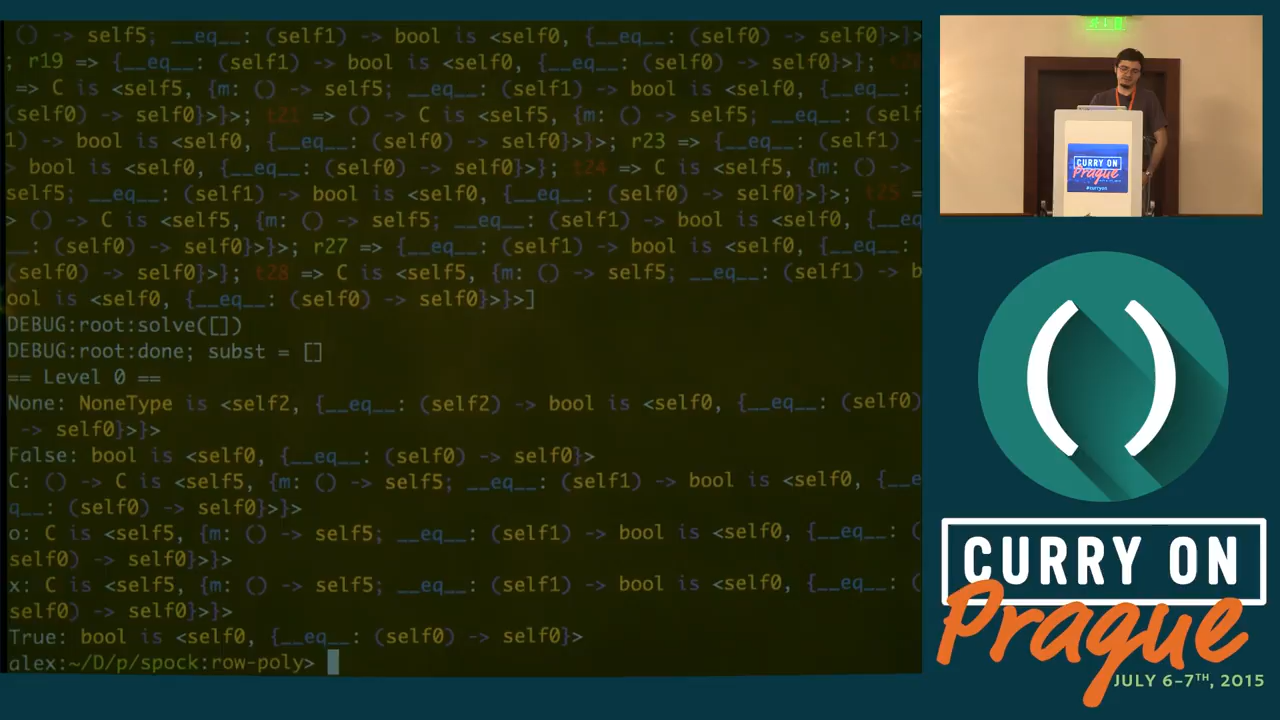 () -> self5; __eq__: (self1) -> bool is <self0, {__eq__: (self0) -> self0}>}>
; r19 => {__eq__: (self1) -> bool is <self0, {__eq__: (self0) -> self0}>};
=> C is <self5, {m: () -> self5; __eq__: (self1) -> bool is <self0, {__eq__:
(self0) -> self0}>}>; t21 => () -> C is <self5, {m: () -> self5; __eq__: (self
1) -> bool is <self0, {__eq__: (self0) -> self0}>}>; r23 => {__eq__: (self1) -
> bool is <self0, {__eq__: (self0) -> self0}>}; t24 => C is <self5, {m: () ->
self5; __eq__: (self1) -> bool is <self0, {__eq__: (self0) -> self0}>}>; t25 =
> () -> C is <self5, {m: () -> self5; __eq__: (self1) -> bool is <self0, {__eq
__: (self0) -> self0}>}>; r27 => {__eq__: (self1) -> bool is <self0, {__eq__:
(self0) -> self0}>}; t28 => C is <self5, {m: () -> self5; __eq__: (self1) -> b
ool is <self0, {__eq__: (self0) -> self0}>}>]
DEBUG:root:solve([])
DEBUG:root:done; subst = []
== Level 0 ==
None: NoneType is <self2, {__eq__: (self2) -> bool is <self0, {__eq__: (self0)
-> self0}>}>
False: bool is <self0, {__eq__: (self0) -> self0}>
C: () -> C is <self5, {m: () -> self5; __eq__: (self1) -> bool is <self0, {__e
q__: (self0) -> self0}>}>
o: C is <self5, {m: () -> self5; __eq__: (self1) -> bool is <self0, {__eq__: (
self0) -> self0}>}>
x: C is <self5, {m: () -> self5; __eq__: (self1) -> bool is <self0, {__eq__: (
self0) -> self0}>}>
True: bool is <self0, {__eq__: (self0) -> self0}>
alex:~/D/p/spock:row-poly>
CURRY ON
Prague
#curryon
()
CURRY ON
Prague
JULY 6-7TH, 2015